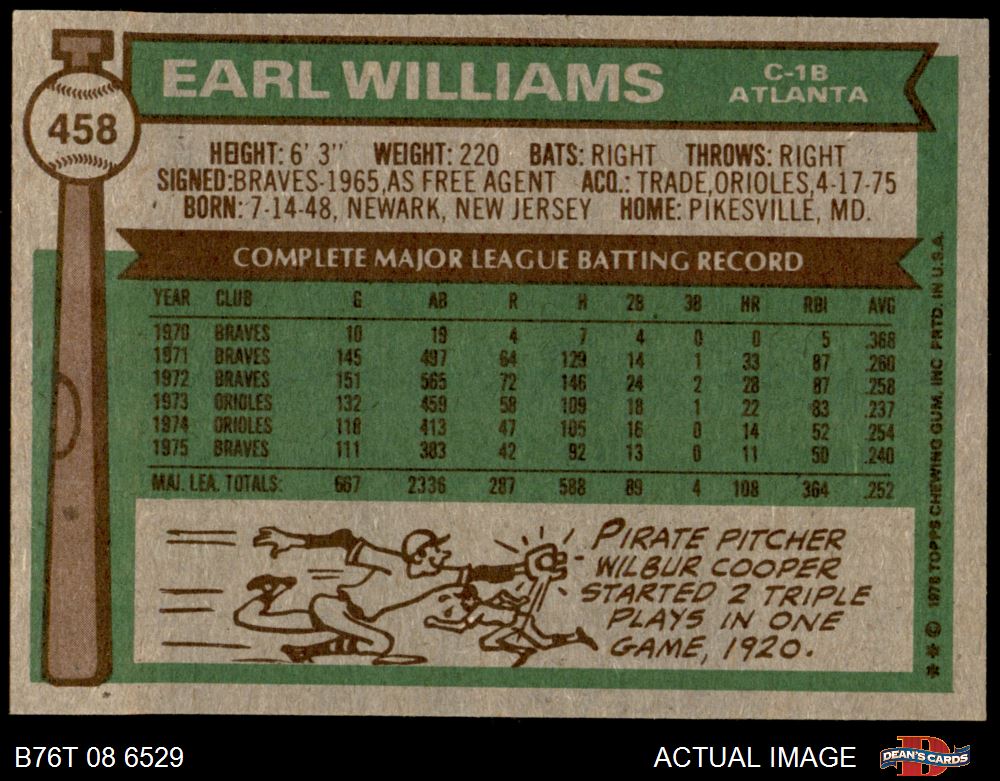 458
EARL WILLIAMS
C-1B
ATLANTA
HEIGHT: 6' 3" WEIGHT: 220 BATS: RIGHT THROWS: RIGHT
SIGNED: BRAVES-1965, AS FREE AGENT ACQ.: TRADE, ORIOLES, 4-17-75
BORN: 7-14-48, NEWARK, NEW JERSEY HOME: PIKESVILLE, MD.
COMPLETE MAJOR LEAGUE BATTING RECORD
YEAR CLUB G AB R H 2B 3B HR RBI AVG
1970 BRAVES 10 19 4 7 4 0 0 5 .368
1971 BRAVES 145 497 64 129 14 1 33 87 .260
1972 BRAVES 151 565 72 146 24 2 28 87 .258
1973 ORIOLES 132 459 58 109 18 1 22 83 .237
1974 ORIOLES 118 413 47 105 16 0 14 52 .254
1975 BRAVES 111 383 42 92 13 0 11 50 .240
MAJ. LEA. TOTALS: 667 2336 287 588 89 4 108 364 .252
PIRATE PITCHER
WILBUR COOPER
STARTED 2 TRIPLE
PLAYS IN ONE
GAME, 1920.
** © 1976 TOPPS CHEWING GUM, INC PRTD. IN U.S.A.
B76T 08 6529
ACTUAL IMAGE
DEAN'S CARDS